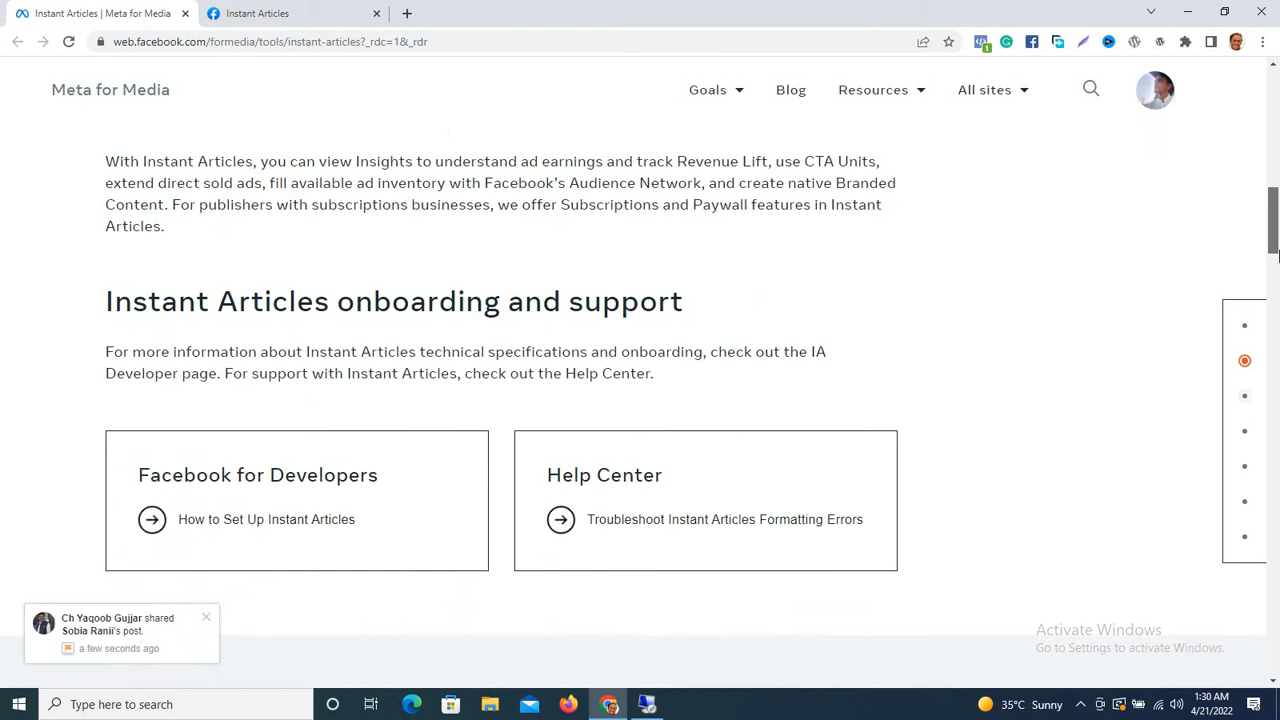 Instant Articles | Meta for Media
Instant Articles
web.facebook.com/formedia/tools/instant-articles?_rdc=1&_rdr
1
Meta for Media
Goals
Blog
Resources
All sites
With Instant Articles, you can view Insights to understand ad earnings and track Revenue Lift, use CTA Units,
extend direct sold ads, fill available ad inventory with Facebook's Audience Network, and create native Branded
Content. For publishers with subscriptions businesses, we offer Subscriptions and Paywall features in Instant
Articles.
Instant Articles onboarding and support
For more information about Instant Articles technical specifications and onboarding, check out the IA
Developer page. For support with Instant Articles, check out the Help Center.
Facebook for Developers
How to Set Up Instant Articles
Help Center
Troubleshoot Instant Articles Formatting Errors
Ch Yaqoob Gujjar shared
Sobia Ranii's post.
a few seconds ago
Activate Windows
Go to Settings to activate Windows.
Type here to search
35°C Sunny
1:30 AM
4/21/2022